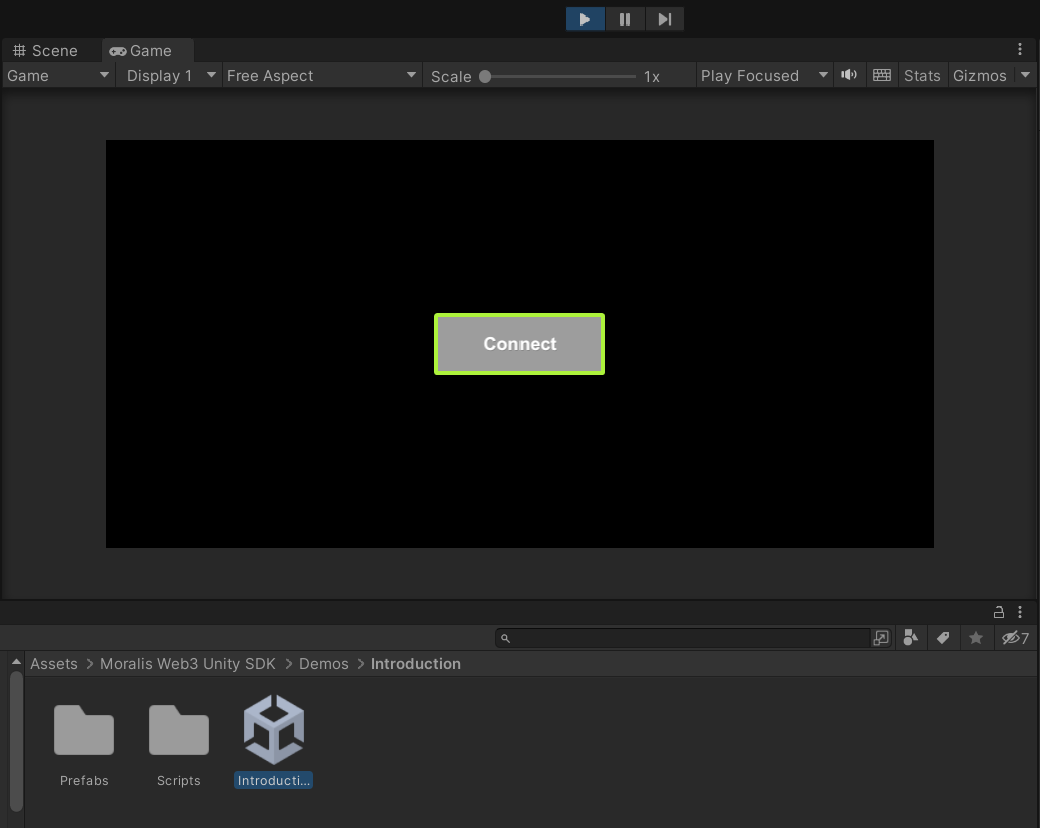 Scene Game
Game Display 1 Free Aspect Scale 1x Play Focused Stats Gizmos
Connect
7
Assets > Moralis Web3 Unity SDK > Demos > Introduction
Prefabs Scripts Introducti...